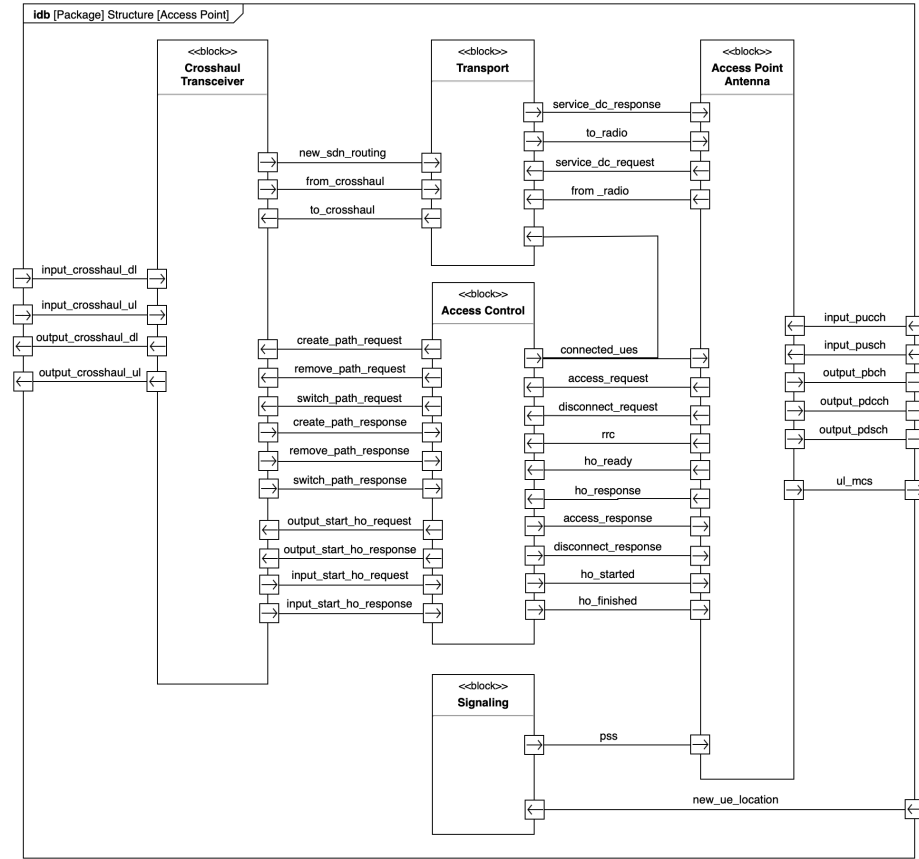 idb [Package] Structure [Access Point]
<<block>>
Crosshaul
Transceiver
<<block>>
Transport
<<block>>
Access Point
Antenna
service_dc_response
to_radio
new_sdn_routing
service_dc_request
from_crosshaul
from _radio
to_crosshaul
input_crosshaul_dl
input_crosshaul_ul
output_crosshaul_dl
output_crosshaul_ul
<<block>>
Access Control
create_path_request
remove_path_request
switch_path_request
create_path_response
remove_path_response
switch_path_response
output_start_ho_request
output_start_ho_response
input_start_ho_request
input_start_ho_response
connected_ues
access_request
disconnect_request
rrc
ho_ready
ho_response
access_response
disconnect_response
ho_started
ho_finished
input_pucch
input_pusch
output_pbch
output_pdcch
output_pdsch
ul_mcs
<<block>>
Signaling
pss
new_ue_location